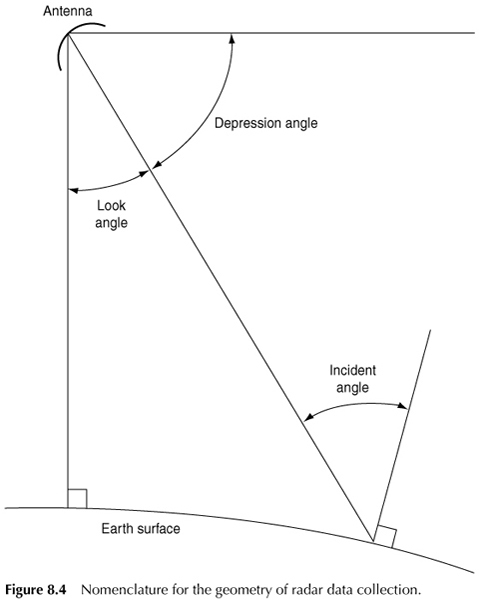 Antenna
Depression angle
Look
angle
Incident
angle
Earth surface
Figure 8.4 Nomenclature for the geometry of radar data collection.